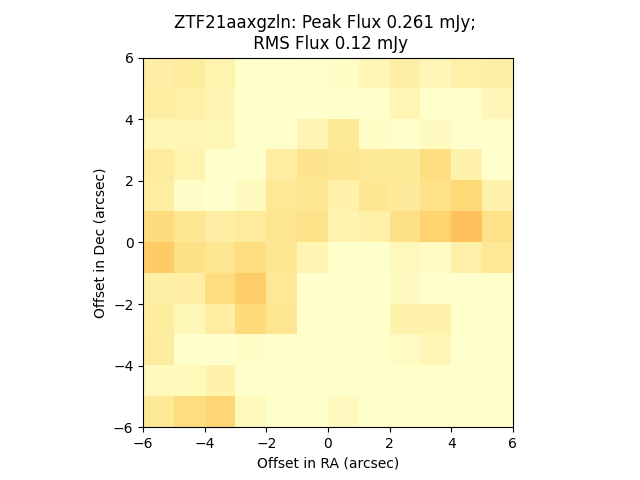 ZTF21aaxgzln: Peak Flux 0.261 mJy;
RMS Flux 0.12 mJy
6
4
2
0
−2
−4
−6
Offset in Dec (arcsec)
−6 −4 −2 0 2 4 6
Offset in RA (arcsec)